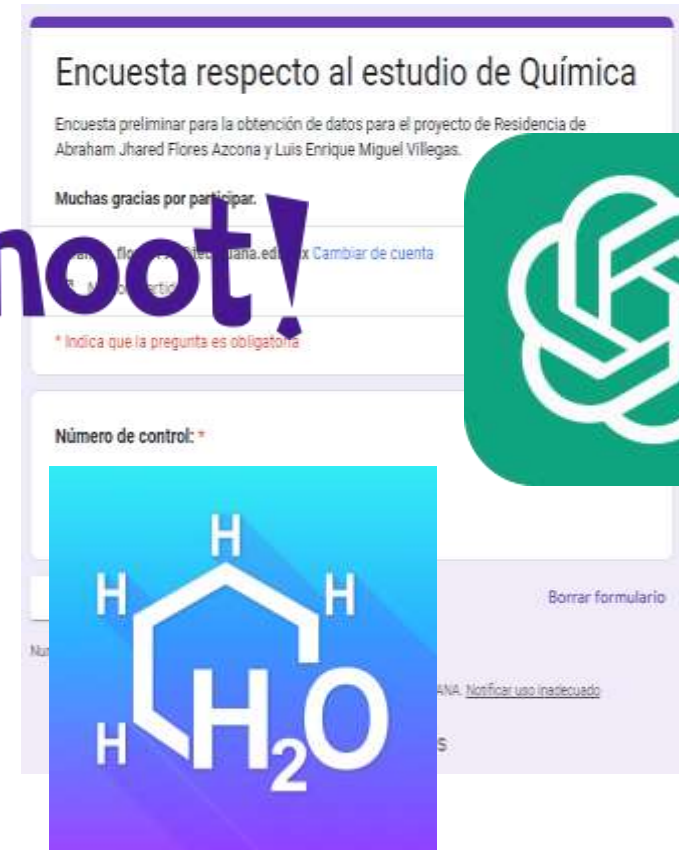 Encuesta respecto al estudio de Química
Encuesta preliminar para la obtención de datos para el proyecto de Residencia de
Abraham Jhared Flores Azcona y Luis Enrique Miguel Villegas.
Muchas gracias por participar.
Cambiar de cuenta
noot!
* Indica que la pregunta es obligatoria
Número de control: *
H
H H
H H2O
Borrar formulario
ANA. Notificar uso inadecuado
s